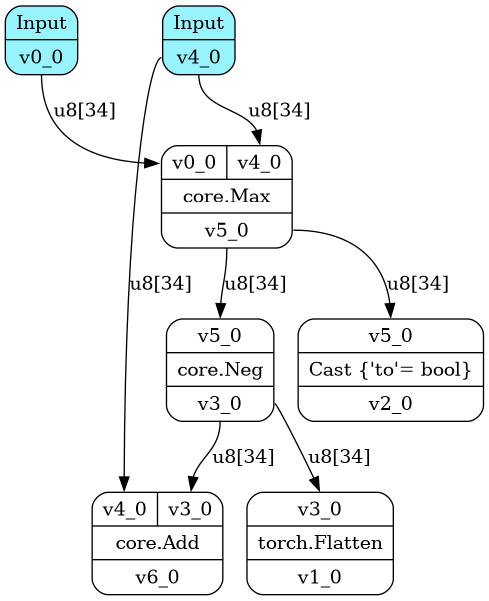 Input
v0_0
Input
v4_0
u8[34]
u8[34]
v0_0 v4_0
core.Max
v5_0
u8[34]
u8[34]
u8[34]
v5_0
core.Neg
v3_0
v5_0
Cast {'to'= bool}
v2_0
u8[34]
u8[34]
v4_0 v3_0
core.Add
v6_0
v3_0
torch.Flatten
v1_0